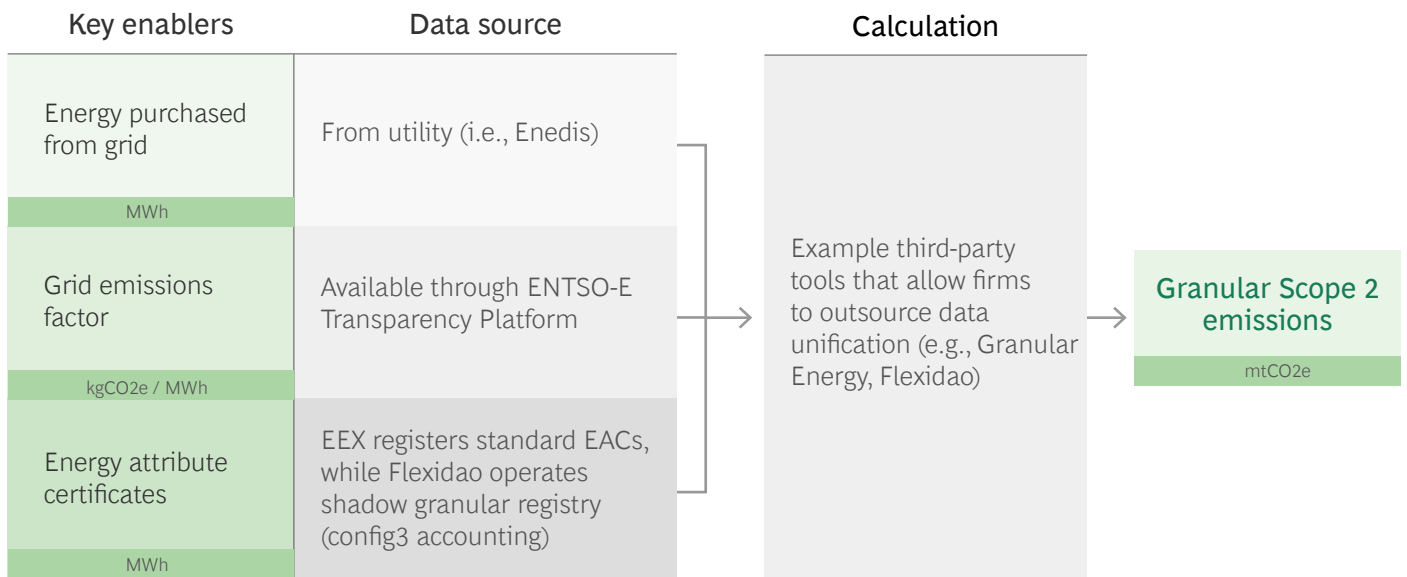 Key enablers
Data source
Calculation
Energy purchased
from grid
MWh
From utility (i.e., Enedis)
Grid emissions
factor
kgCO2e / MWh
Available through ENTSO-E
Transparency Platform
Energy attribute
certificates
MWh
EEX registers standard EACs,
while Flexidao operates
shadow granular registry
(config3 accounting)
Example third-party
tools that allow firms
to outsource data
unification (e.g., Granular
Energy, Flexidao)
Granular Scope 2
emissions
mtCO2e